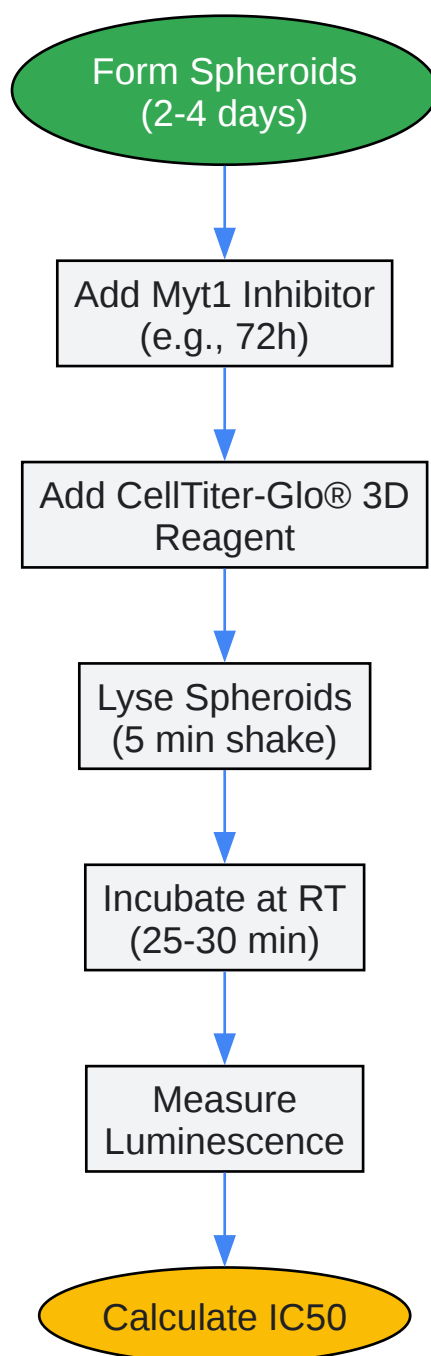 Form Spheroids
(2-4 days)
Add Myt1 Inhibitor
(e.g., 72h)
Add CellTiter-Glo® 3D
Reagent
Lyse Spheroids
(5 min shake)
Incubate at RT
(25-30 min)
Measure
Luminescence
Calculate IC50